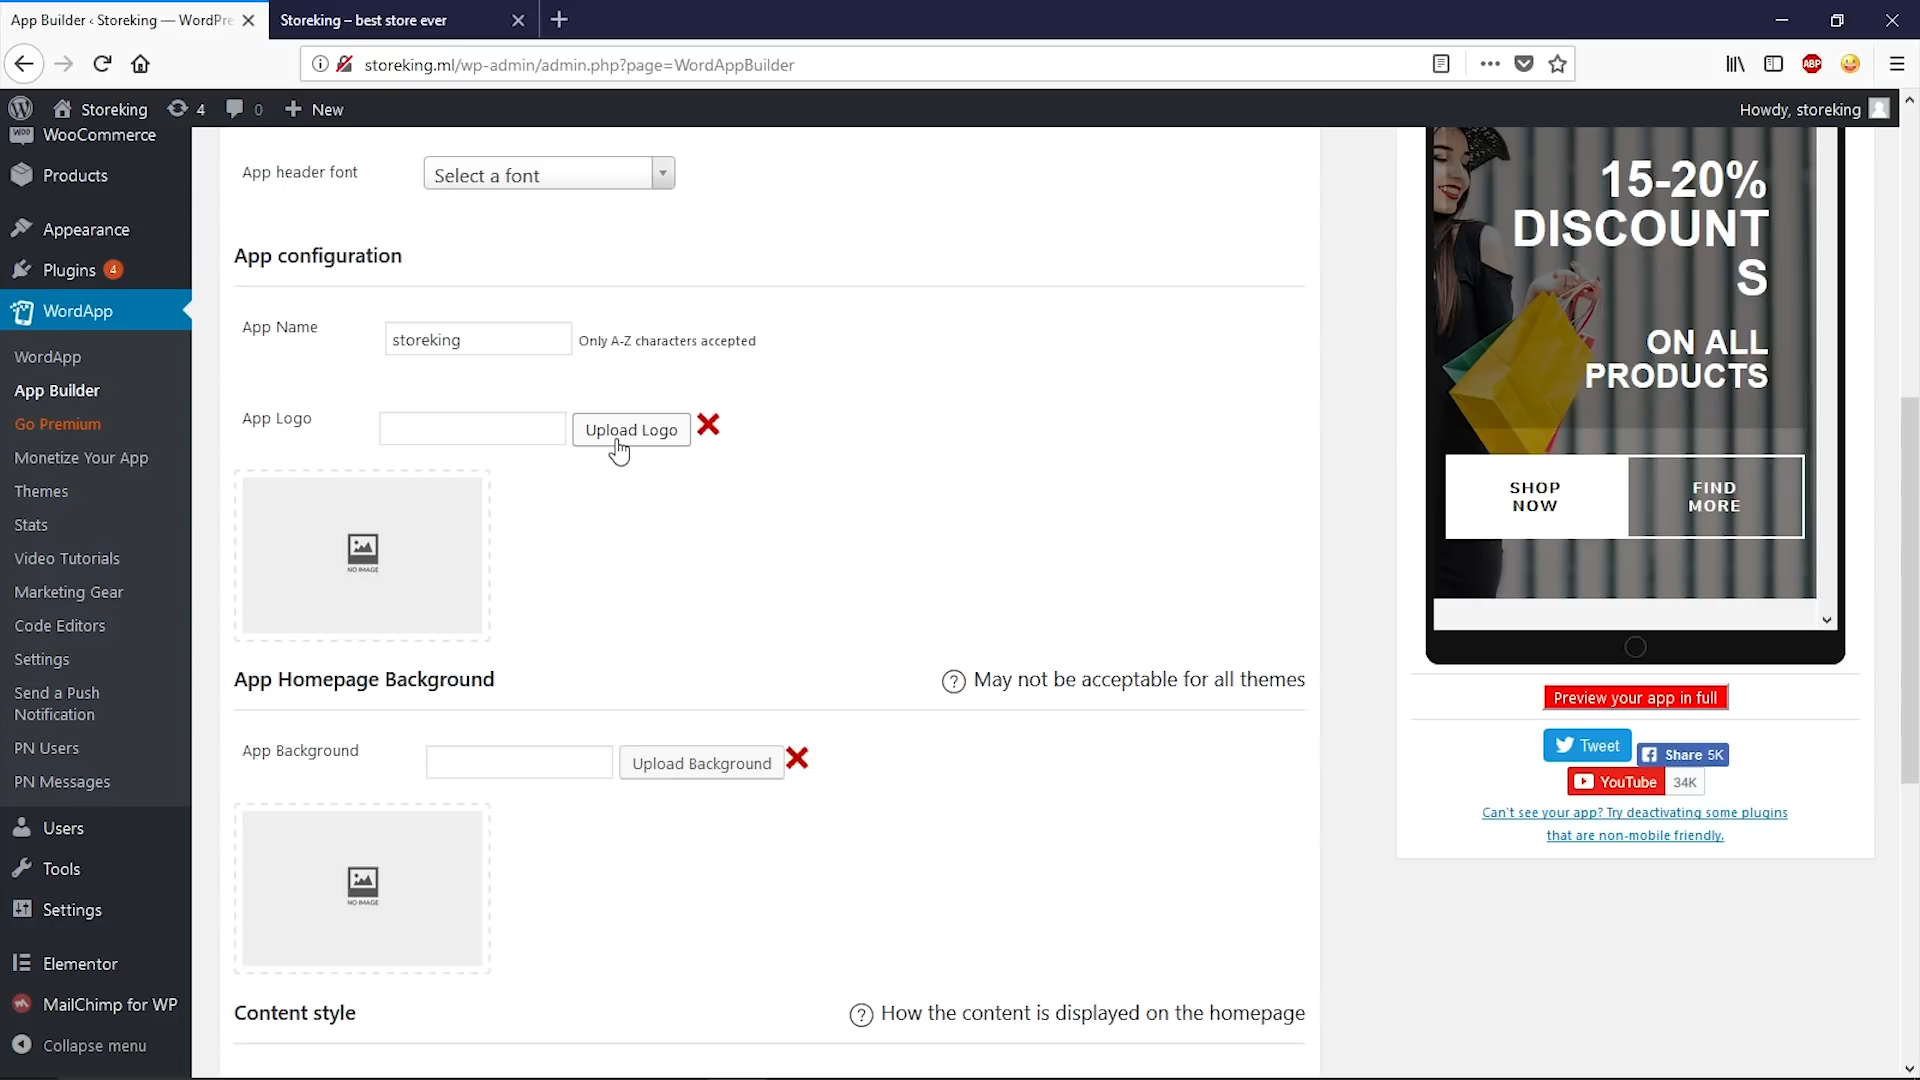 App Builder ‹ Storeking — WordPre
Storeking – best store ever
storeking.ml/wp-admin/admin.php?page=WordAppBuilder
ABP
Storeking
4
0
New
Howdy, storeking
WOO
WooCommerce
Products
Appearance
Plugins 4
WordApp
WordApp
App Builder
Go Premium
Monetize Your App
Themes
Stats
Video Tutorials
Marketing Gear
Code Editors
Settings
Send a Push
Notification
PN Users
PN Messages
Users
Tools
Settings
Elementor
MailChimp for WP
Collapse menu
App header font
Select a font
App configuration
App Name
storeking
Only A-Z characters accepted
App Logo
Upload Logo
NO IMAGE
App Homepage Background
? May not be acceptable for all themes
App Background
Upload Background
NO IMAGE
Content style
? How the content is displayed on the homepage
15-20%
DISCOUNT
S
ON ALL
PRODUCTS
SHOP
NOW
FIND
MORE
Preview your app in full
Tweet
Share 5K
YouTube
34K
Can't see your app? Try deactivating some plugins
that are non-mobile friendly.